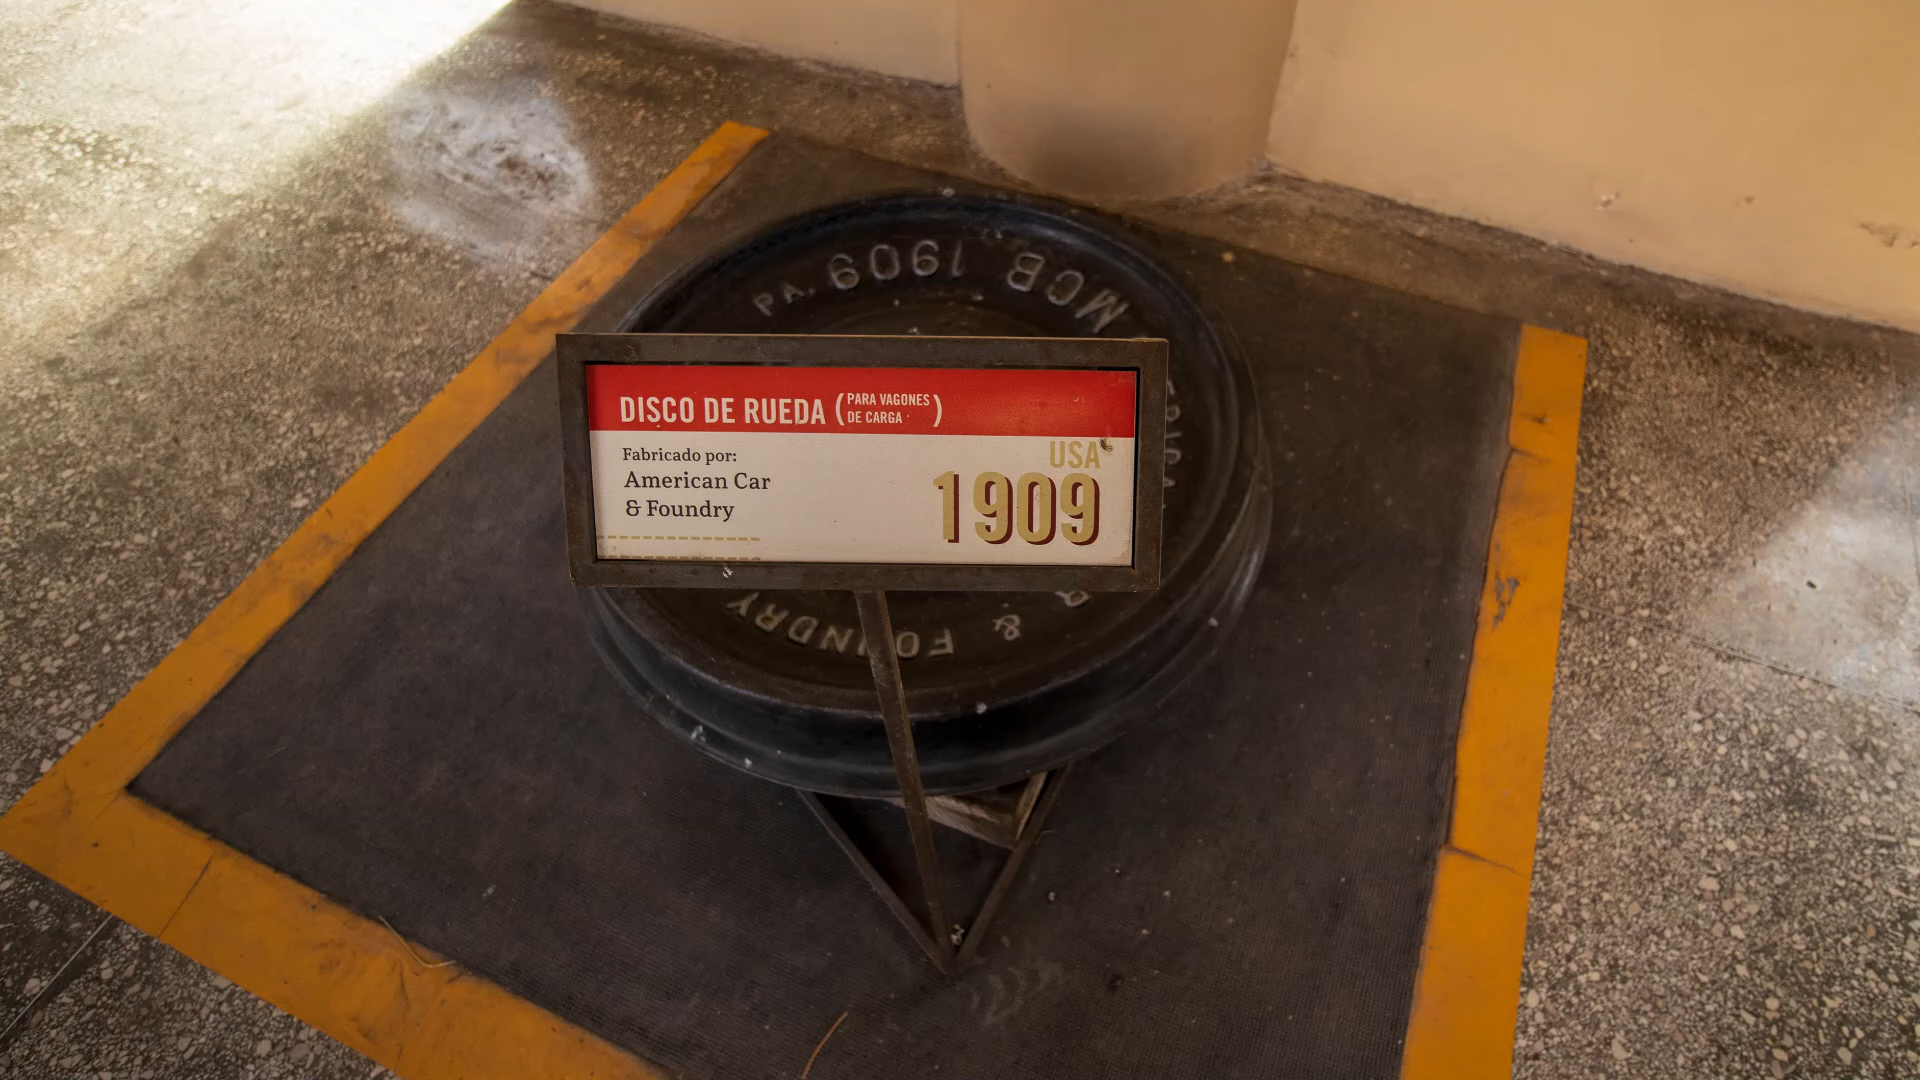 DISCO DE RUEDA (PARA VAGONES
DE CARGA)
Fabricado por:
American Car
& Foundry
USA
1909
PA. 1909 MCB
& FOUNDRY